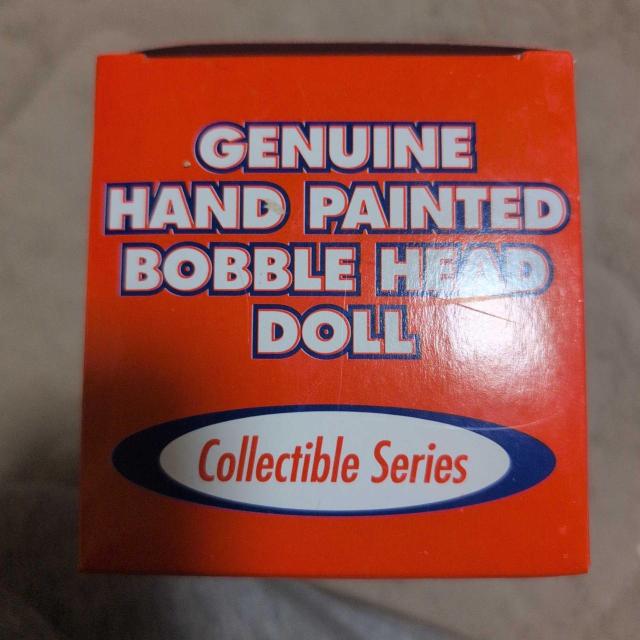 GENUINE
HAND PAINTED
BOBBLE HEAD
DOLL
Collectible Series